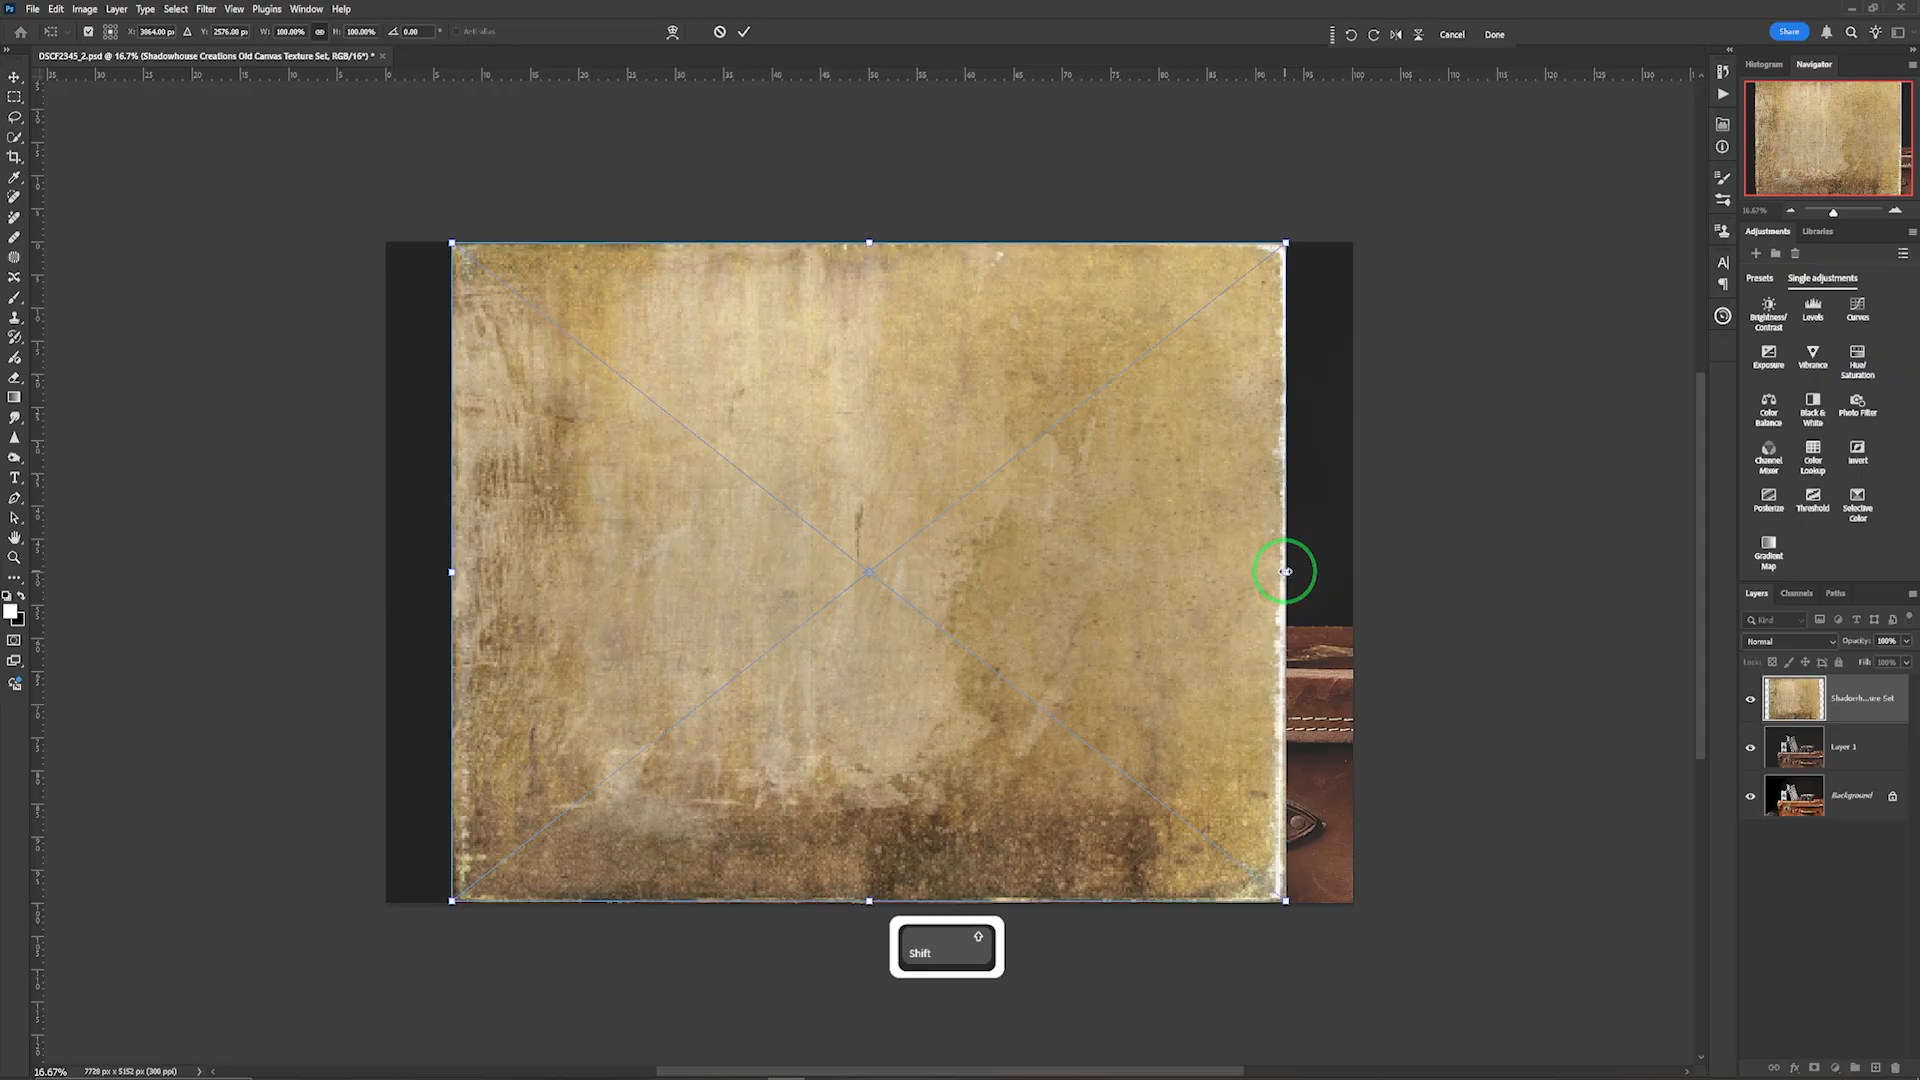 Ps File Edit Image Layer Type Select Filter View Plugins Window Help
X: 3864.00 px Y: 2576.00 px W: 100.00% H: 100.00% 0.00 ° Anti-alias
Cancel Done
Share
DSCF2345_2.psd @ 16.7% (Shadowhouse Creations Old Canvas Texture Set, RGB/16*) *
Histogram Navigator
16.67%
Adjustments Libraries
Presets Single adjustments
Brightness/
Contrast
Levels
Curves
Exposure
Vibrance
Hue/
Saturation
Color
Balance
Black &
White
Photo Filter
Channel
Mixer
Color
Lookup
Invert
Posterize
Threshold
Selective
Color
Gradient
Map
Layers Channels Paths
Kind
Normal Opacity: 100%
Lock: Fill: 100%
Shadowh...ure Set
Layer 1
Background
Shift
16.67% 7728 px x 5152 px (300 ppi)